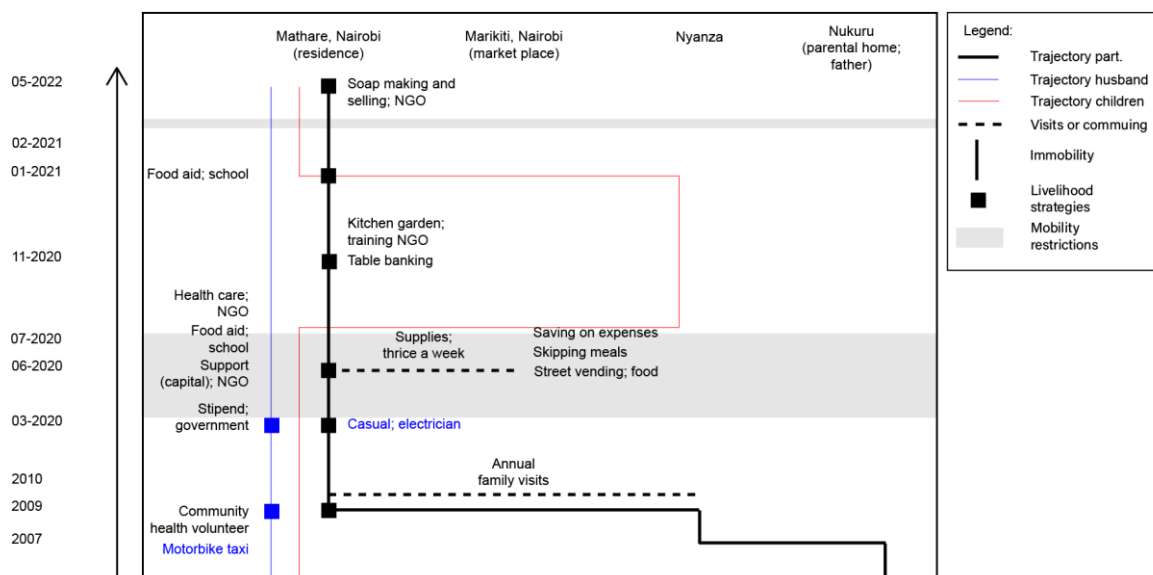 Mathare, Nairobi
(residence)
Marikiti, Nairobi
(market place)
Nyanza
Nukuru
(parental home;
father)
Legend:
Trajectory part.
Trajectory husband
Trajectory children
Visits or commuing
Immobility
Livelihood
strategies
Mobility
restrictions
05-2022
Soap making and
selling; NGO
02-2021
01-2021
Food aid; school
Kitchen garden;
training NGO
11-2020
Table banking
Health care;
NGO
07-2020
Food aid;
school
Supplies;
thrice a week
Saving on expenses
Skipping meals
06-2020
Support
(capital); NGO
Street vending; food
03-2020
Stipend;
government
Casual; electrician
2010
Annual
family visits
2009
Community
health volunteer
2007
Motorbike taxi